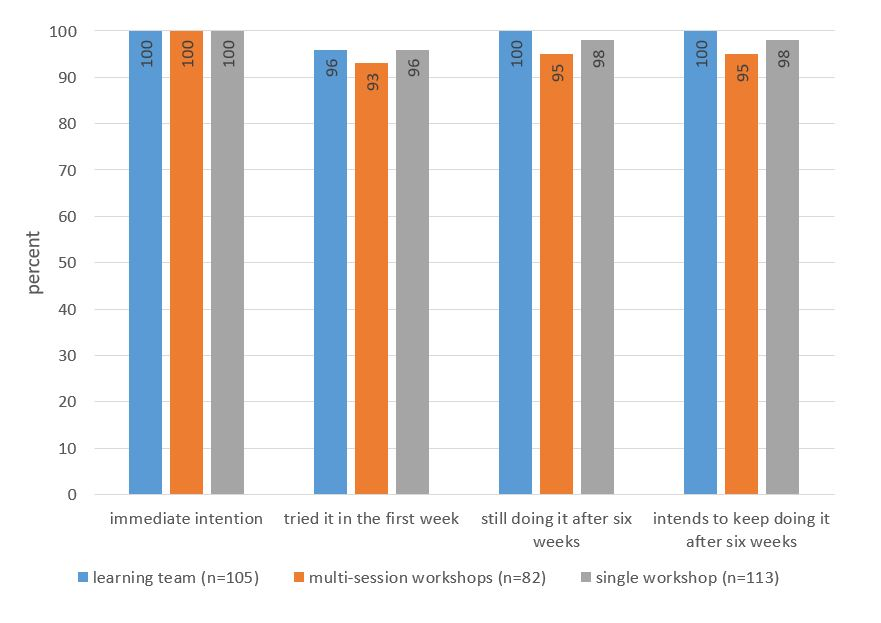 percent
100
90
80
70
60
50
40
30
20
10
0
100 100 100
96 93 96
100 95 98
100 95 98
immediate intention
tried it in the first week
still doing it after six
weeks
intends to keep doing it
after six weeks
learning team (n=105)
multi-session workshops (n=82)
single workshop (n=113)